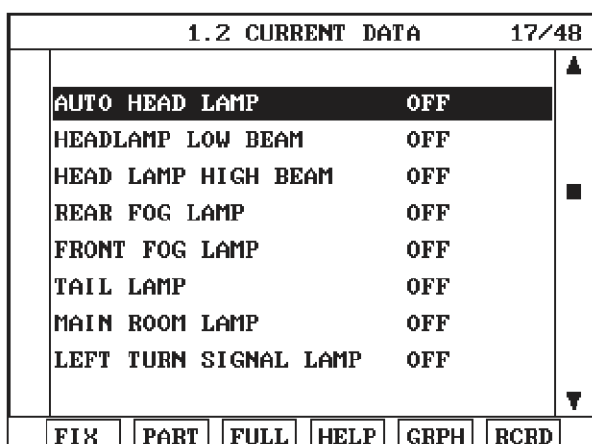 1.2 CURRENT DATA 17/48
AUTO HEAD LAMP OFF
HEADLAMP LOW BEAM OFF
HEAD LAMP HIGH BEAM OFF
REAR FOG LAMP OFF
FRONT FOG LAMP OFF
TAIL LAMP OFF
MAIN ROOM LAMP OFF
LEFT TURN SIGNAL LAMP OFF
FIX PART FULL HELP GRPH RCRD